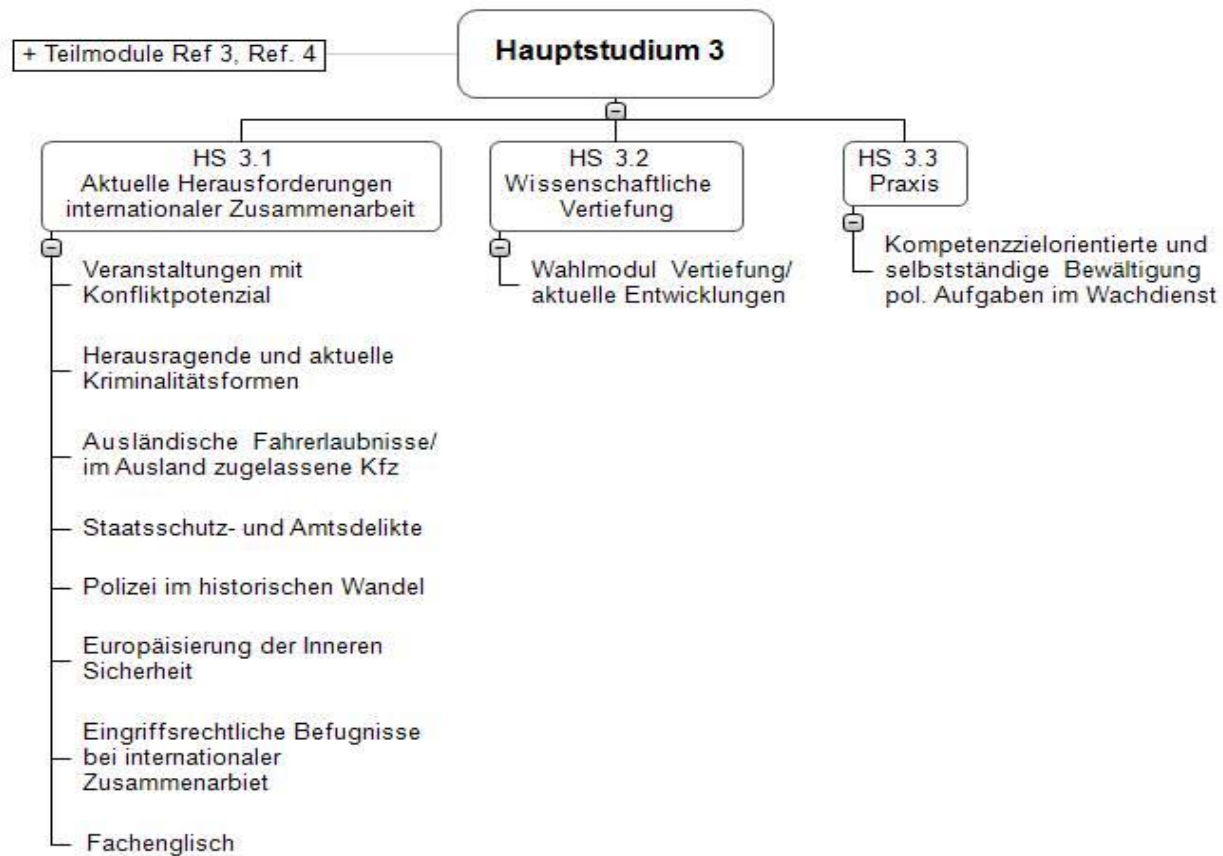 + Teilmodule Ref 3, Ref. 4
Hauptstudium 3
HS 3.1
Aktuelle Herausforderungen
internationaler Zusammenarbeit
Veranstaltungen mit
Konfliktpotenzial
Herausragende und aktuelle
Kriminalitätsformen
Ausländische Fahrerlaubnisse/
im Ausland zugelassene Kfz
Staatsschutz- und Amtsdelikte
Polizei im historischen Wandel
Europäisierung der Inneren
Sicherheit
Eingriffsrechtliche Befugnisse
bei internationaler
Zusammenarbiet
Fachenglisch
HS 3.2
Wissenschaftliche
Vertiefung
Wahlmodul Vertiefung/
aktuelle Entwicklungen
HS 3.3
Praxis
Kompetenzzielorientierte und
selbstständige Bewältigung
pol. Aufgaben im Wachdienst